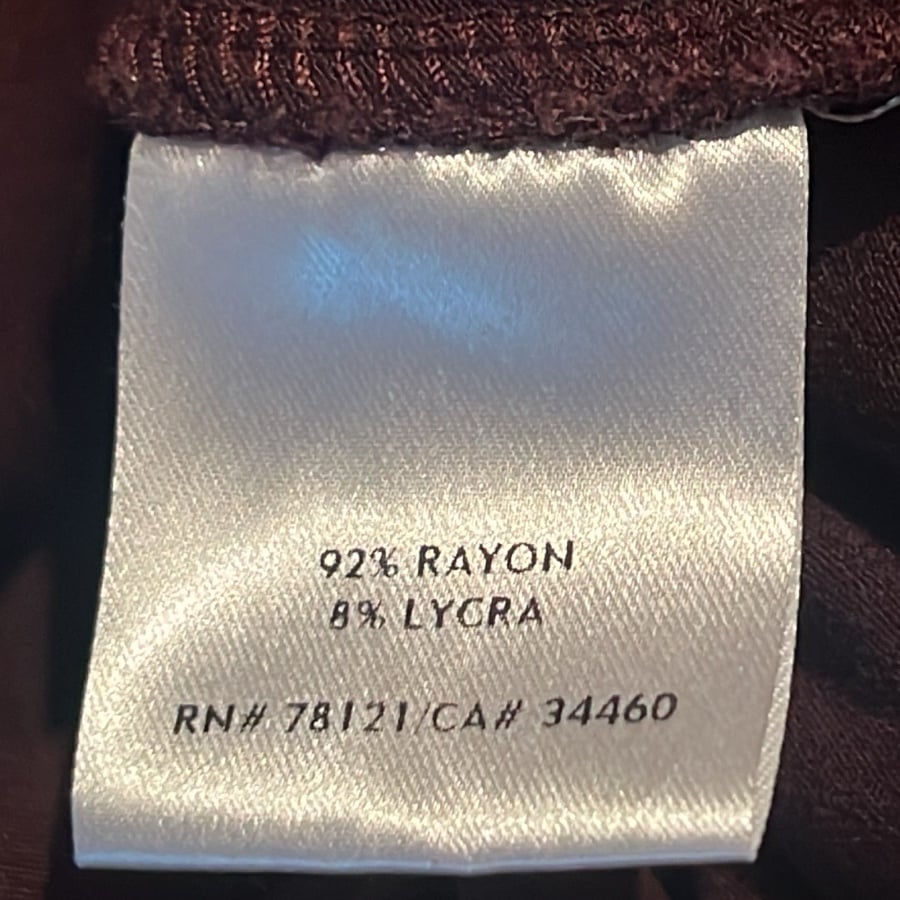 92% RAYON
8% LYCRA
RN# 78121/CA# 34460